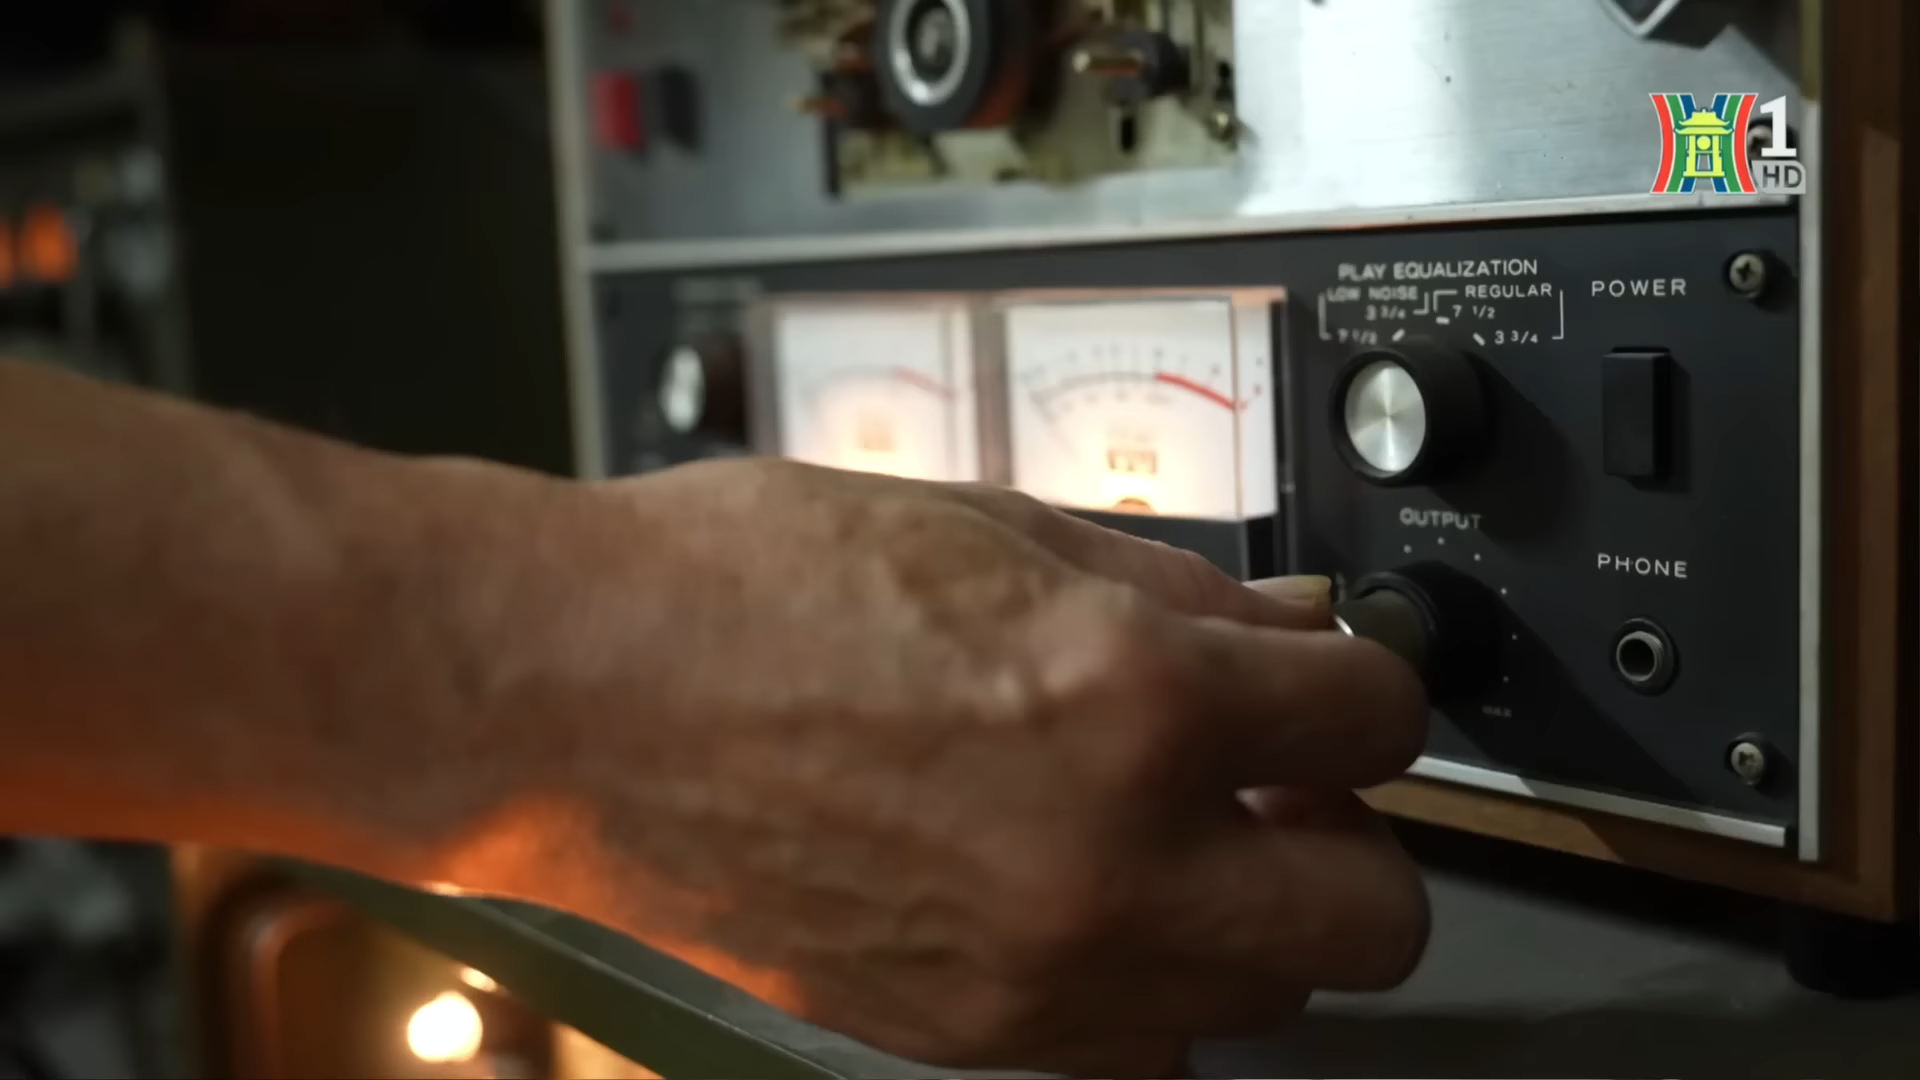 1
HD
PLAY EQUALIZATION
LOW NOISE
REGULAR
3 3/4
7 1/2
7 1/2
3 3/4
POWER
OUTPUT
PHONE
MAX